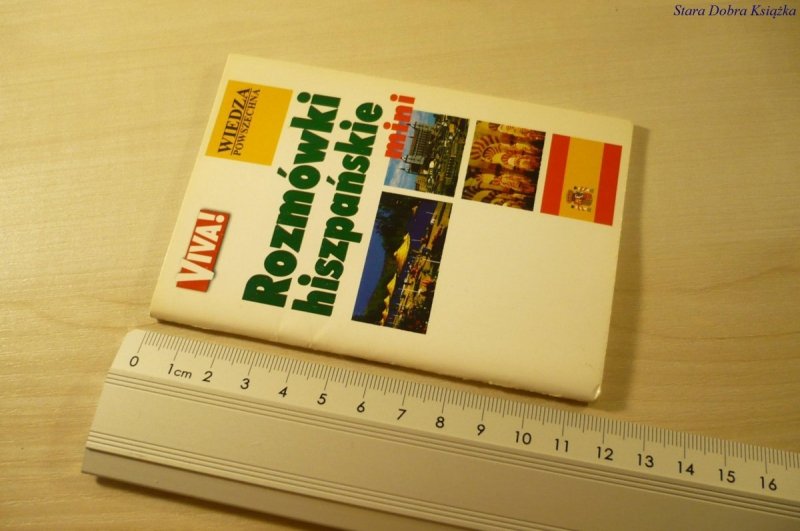 Stara Dobra Książka
WIEDZA
POWSZECHNA
VIVA!
Rozmówki
hiszpańskie
mini
0 1cm 2 3 4 5 6 7 8 9 10 11 12 13 14 15 16